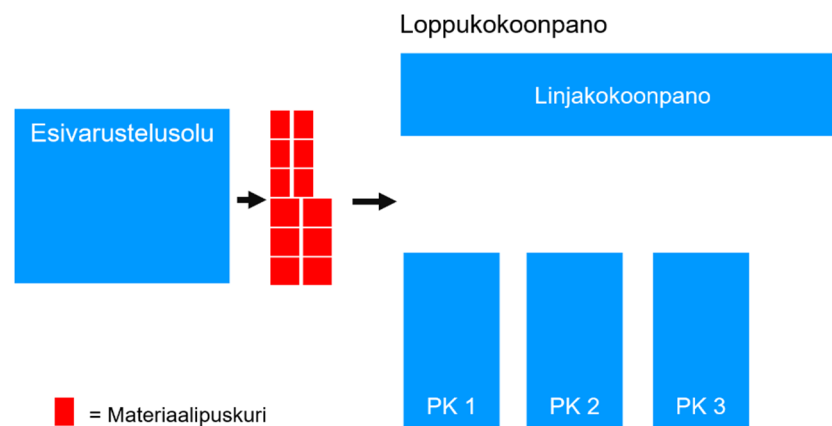 Loppukokoonpano
Linjakokoonpano
Esivarustelusolu
PK 1
PK 2
PK 3
= Materiaalipuskuri